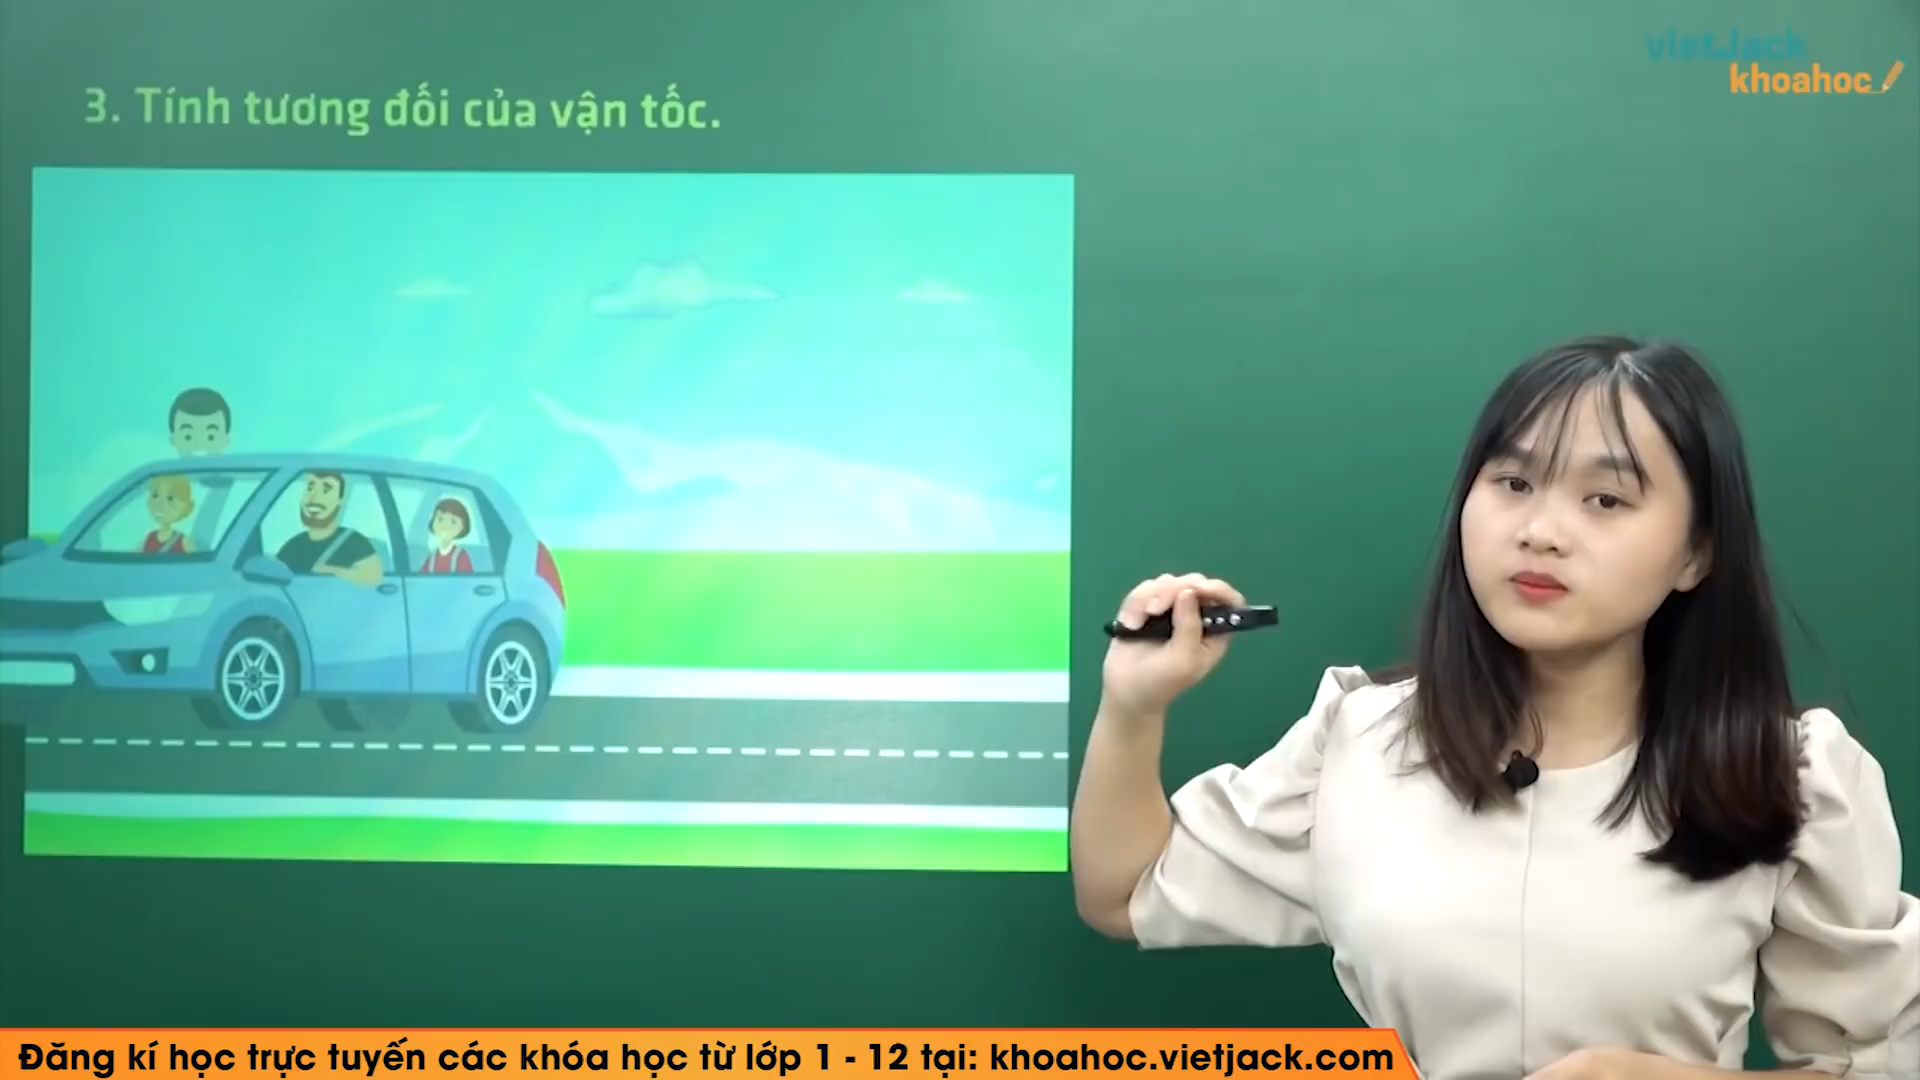 vietjack
khoahoc
3. Tính tương đối của vận tốc.
Đăng kí học trực tuyến các khóa học từ lớp 1 - 12 tại: khoahoc.vietjack.com